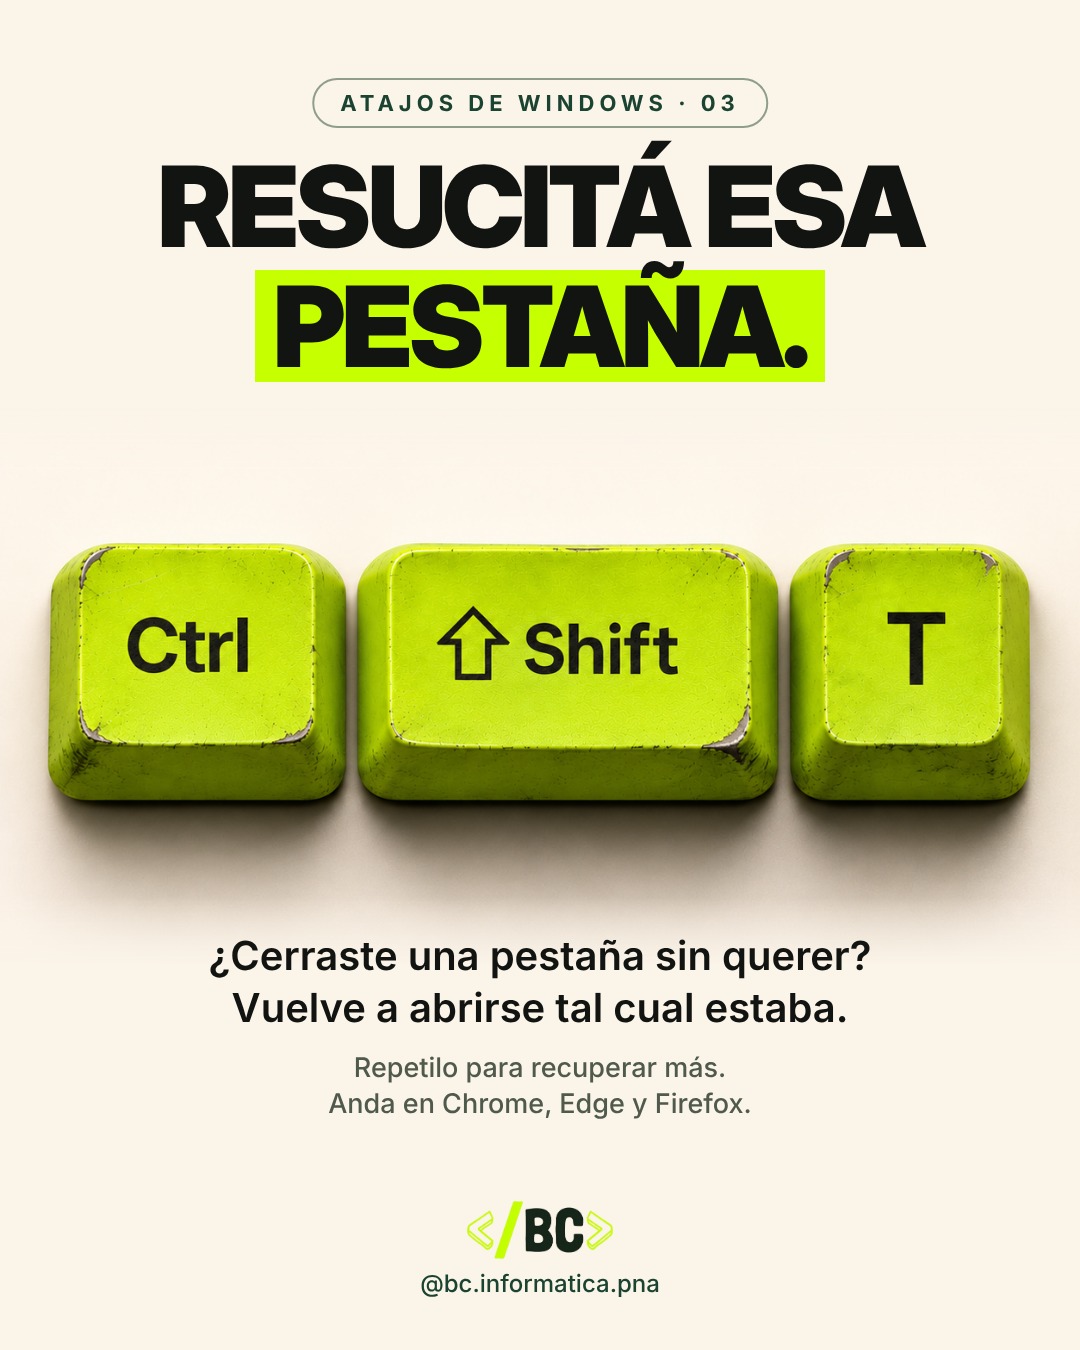 ATAJOS DE WINDOWS · 03
RESUCITÁ ESA
PESTAÑA.
Ctrl
⇧ Shift
T
¿Cerraste una pestaña sin querer?
Vuelve a abrirse tal cual estaba.
Repetilo para recuperar más.
Anda en Chrome, Edge y Firefox.
</BC>
@bc.informatica.pna